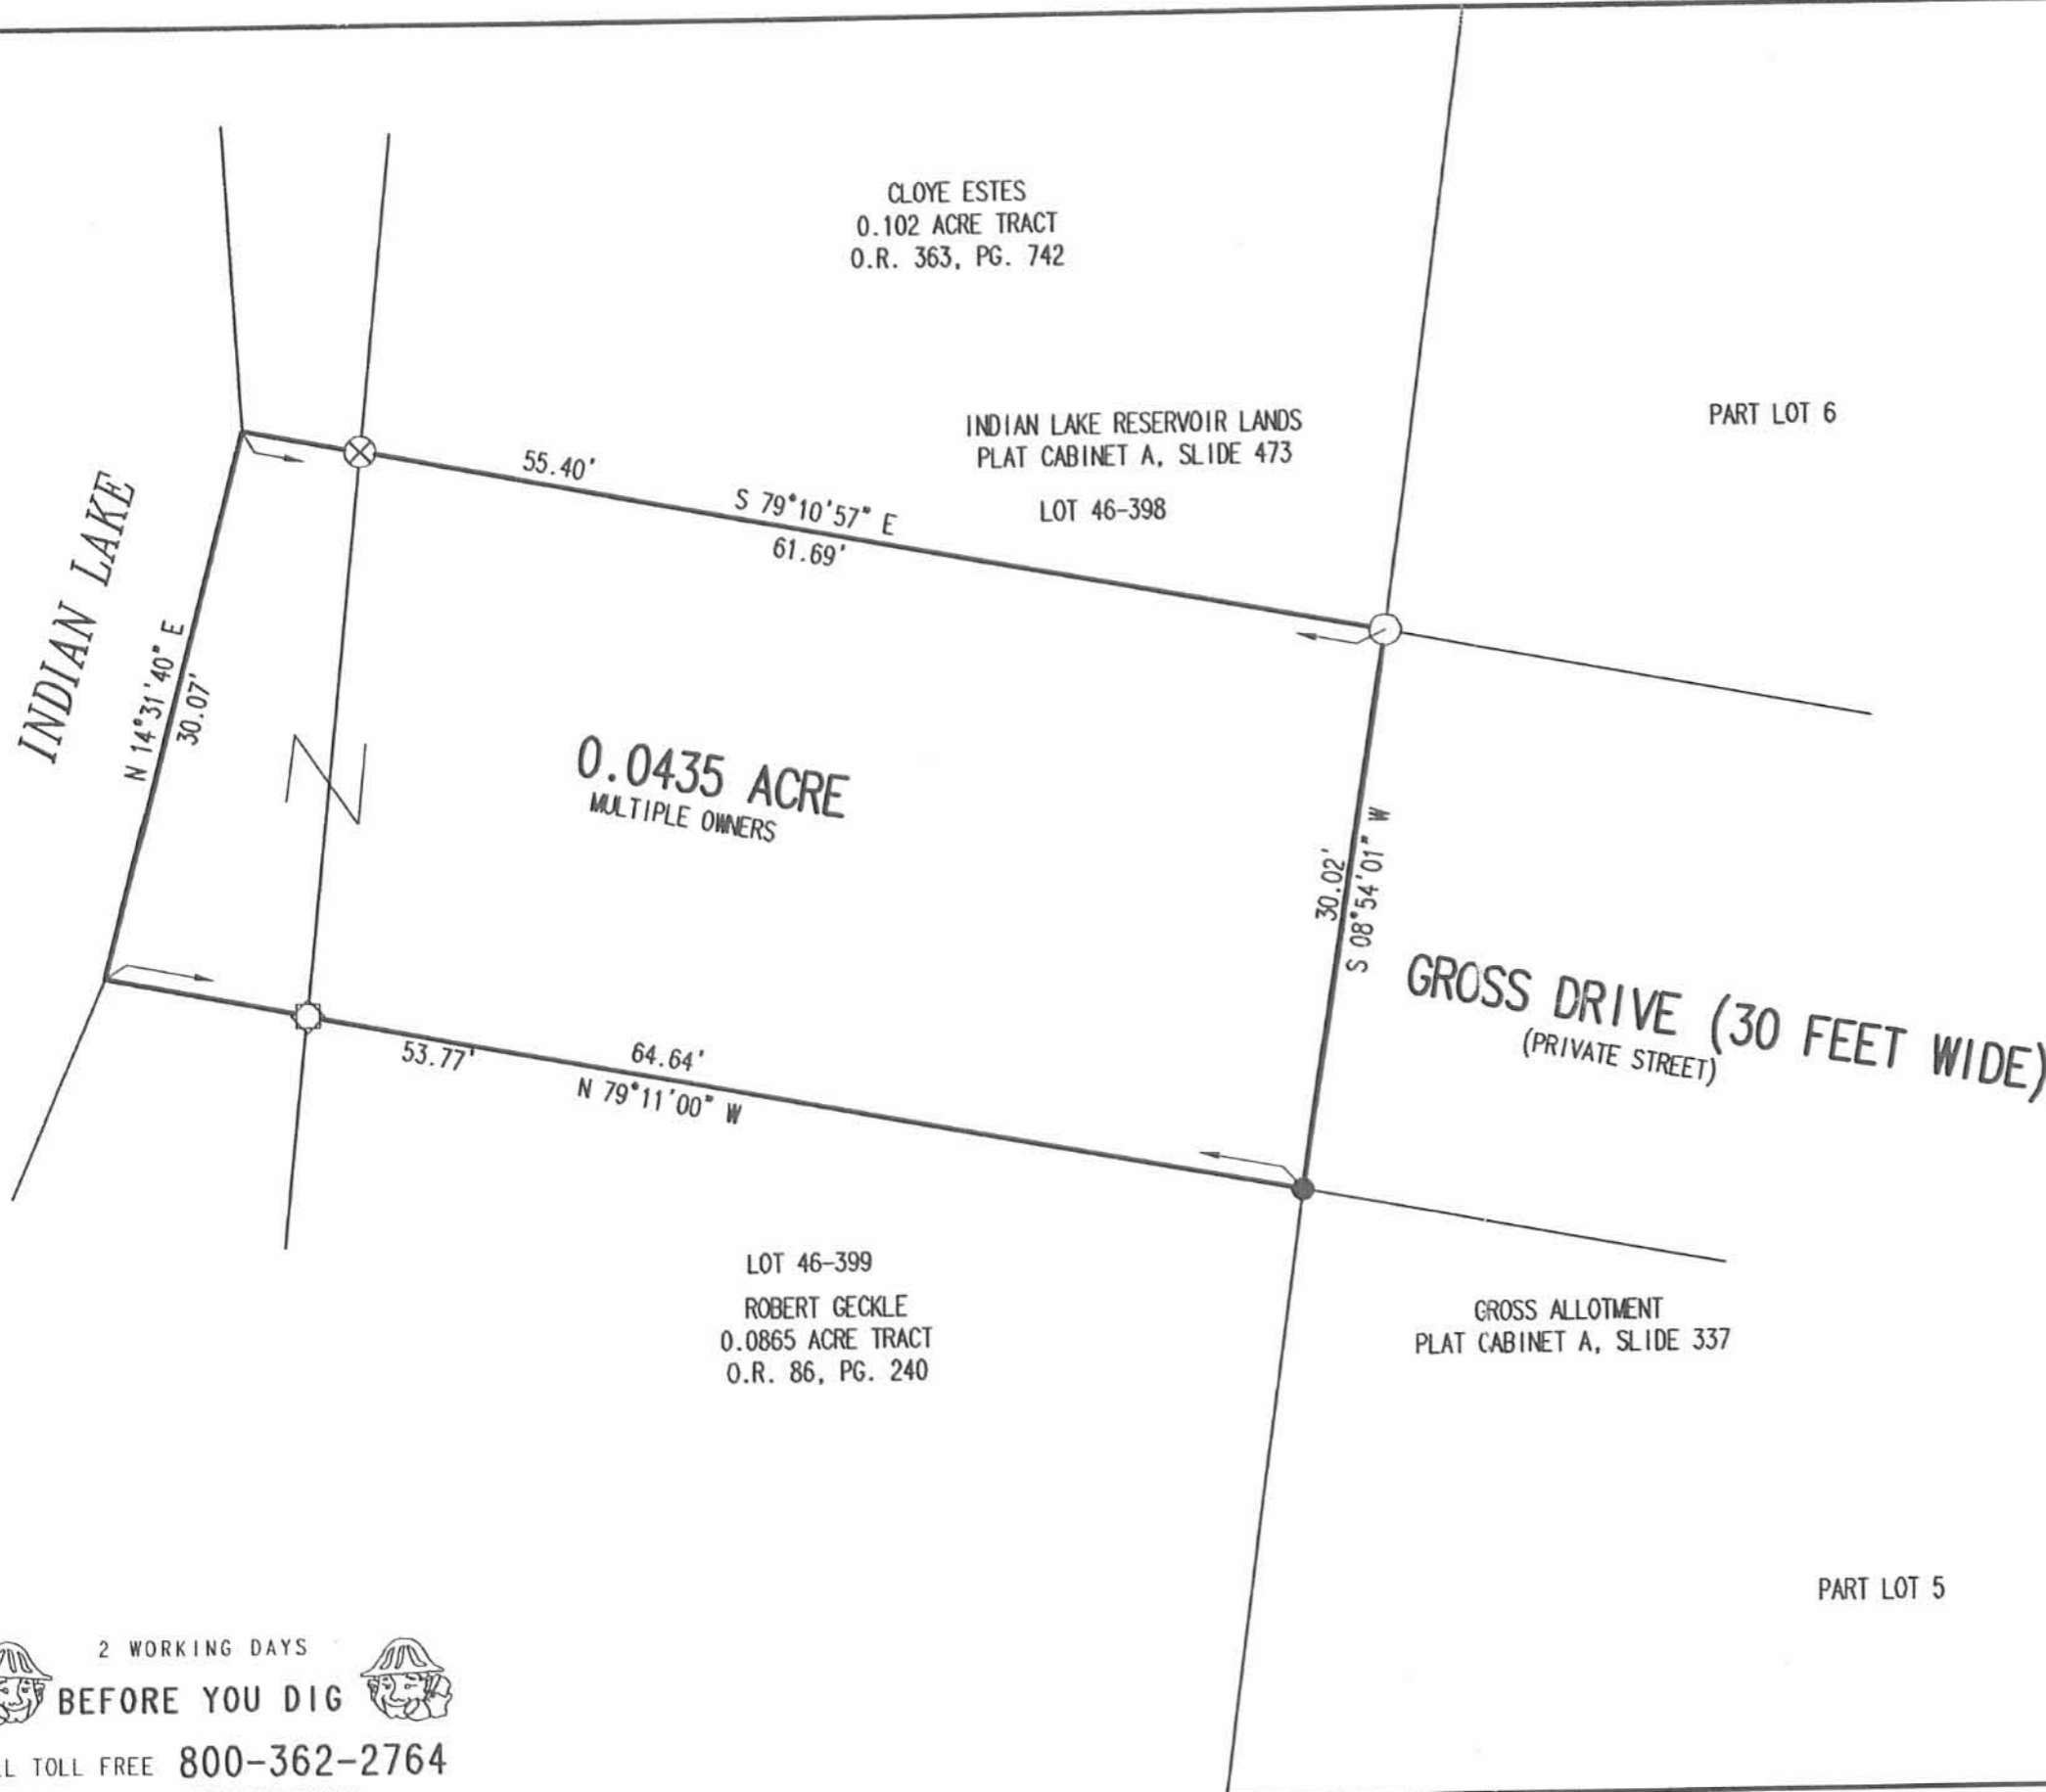 CLOYE ESTES
0.102 ACRE TRACT
O.R. 363, PG. 742
INDIAN LAKE RESERVOIR LANDS
PLAT CABINET A, SLIDE 473
LOT 46-398
PART LOT 6
INDIAN LAKE
55.40'
S 79°10'57" E
61.69'
N 14°31'40" E
30.07'
N
0.0435 ACRE
MULTIPLE OWNERS
30.02'
S 08°54'01" W
GROSS DRIVE (30 FEET WIDE)
(PRIVATE STREET)
53.77'
64.64'
N 79°11'00" W
LOT 46-399
ROBERT GECKLE
0.0865 ACRE TRACT
O.R. 86, PG. 240
GROSS ALLOTMENT
PLAT CABINET A, SLIDE 337
PART LOT 5
2 WORKING DAYS
BEFORE YOU DIG
TOLL FREE 800-362-2764